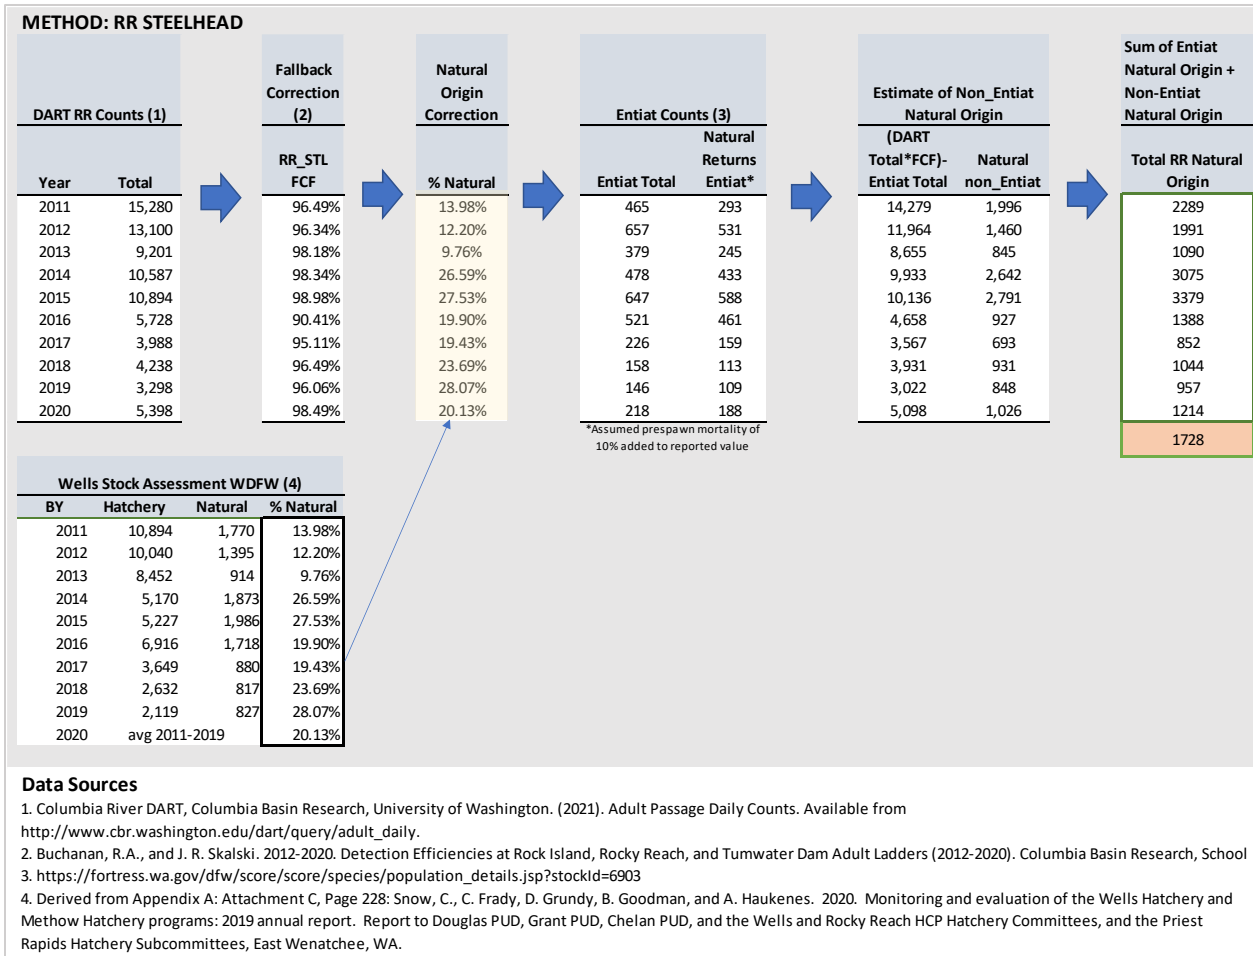 METHOD: RR STEELHEAD
DART RR Counts (1)
Fallback
Correction
(2)
Natural
Origin
Correction
Entiat Counts (3)
Estimate of Non_Entiat
Natural Origin
Sum of Entiat
Natural Origin +
Non-Entiat
Natural Origin
Year Total
RR_STL
FCF
% Natural
Entiat Total
Natural
Returns
Entiat*
(DART
Total*FCF)-
Entiat Total
Natural
non_Entiat
Total RR Natural
Origin
2011 15,280 96.49% 13.98% 465 293 14,279 1,996 2289
2012 13,100 96.34% 12.20% 657 531 11,964 1,460 1991
2013 9,201 98.18% 9.76% 379 245 8,655 845 1090
2014 10,587 98.34% 26.59% 478 433 9,933 2,642 3075
2015 10,894 98.98% 27.53% 647 588 10,136 2,791 3379
2016 5,728 90.41% 19.90% 521 461 4,658 927 1388
2017 3,988 95.11% 19.43% 226 159 3,567 693 852
2018 4,238 96.49% 23.69% 158 113 3,931 931 1044
2019 3,298 96.06% 28.07% 146 109 3,022 848 957
2020 5,398 98.49% 20.13% 218 188 5,098 1,026 1214
*Assumed prespawn mortality of
10% added to reported value
1728
Wells Stock Assessment WDFW (4)
BY Hatchery Natural % Natural
2011 10,894 1,770 13.98%
2012 10,040 1,395 12.20%
2013 8,452 914 9.76%
2014 5,170 1,873 26.59%
2015 5,227 1,986 27.53%
2016 6,916 1,718 19.90%
2017 3,649 880 19.43%
2018 2,632 817 23.69%
2019 2,119 827 28.07%
2020 avg 2011-2019 20.13%
Data Sources
1. Columbia River DART, Columbia Basin Research, University of Washington. (2021). Adult Passage Daily Counts. Available from
http://www.cbr.washington.edu/dart/query/adult_daily.
2. Buchanan, R.A., and J. R. Skalski. 2012-2020. Detection Efficiencies at Rock Island, Rocky Reach, and Tumwater Dam Adult Ladders (2012-2020). Columbia Basin Research, School
3. https://fortress.wa.gov/dfw/score/score/species/population_details.jsp?stockId=6903
4. Derived from Appendix A: Attachment C, Page 228: Snow, C., C. Frady, D. Grundy, B. Goodman, and A. Haukenes. 2020. Monitoring and evaluation of the Wells Hatchery and
Methow Hatchery programs: 2019 annual report. Report to Douglas PUD, Grant PUD, Chelan PUD, and the Wells and Rocky Reach HCP Hatchery Committees, and the Priest
Rapids Hatchery Subcommittees, East Wenatchee, WA.